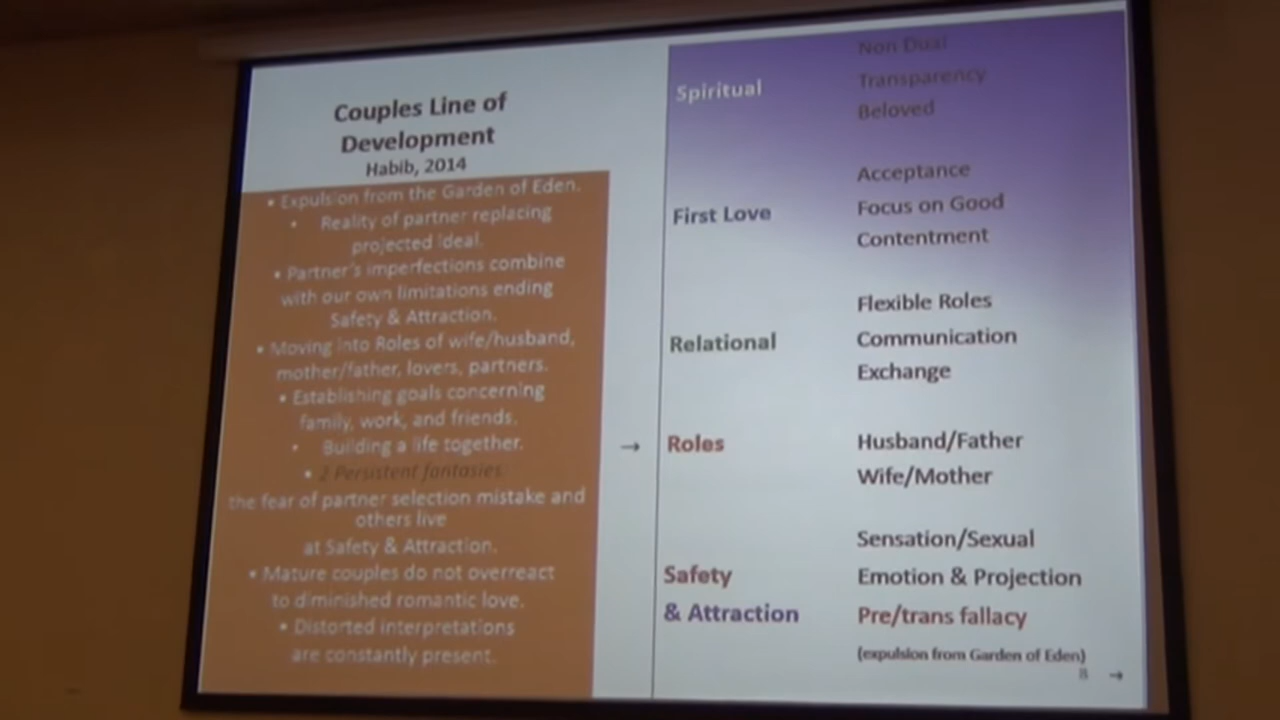 Couples Line of
Development
Habib, 2014
• Expulsion from the Garden of Eden.
• Reality of partner replacing
projected ideal.
• Partner's imperfections combine
with our own limitations ending
Safety & Attraction.
• Moving into Roles of wife/husband,
mother/father, lovers, partners.
• Establishing goals concerning
family, work, and friends.
• Building a life together.
• 2 Persistent fantasies
the fear of partner selection mistake and
others live
at Safety & Attraction.
• Mature couples do not overreact
to diminished romantic love.
• Distorted interpretations
are constantly present.
→
Spiritual
Non Dual
Transparency
Beloved
First Love
Acceptance
Focus on Good
Contentment
Relational
Flexible Roles
Communication
Exchange
Roles
Husband/Father
Wife/Mother
Safety
& Attraction
Sensation/Sexual
Emotion & Projection
Pre/trans fallacy
(expulsion from Garden of Eden)
8 →